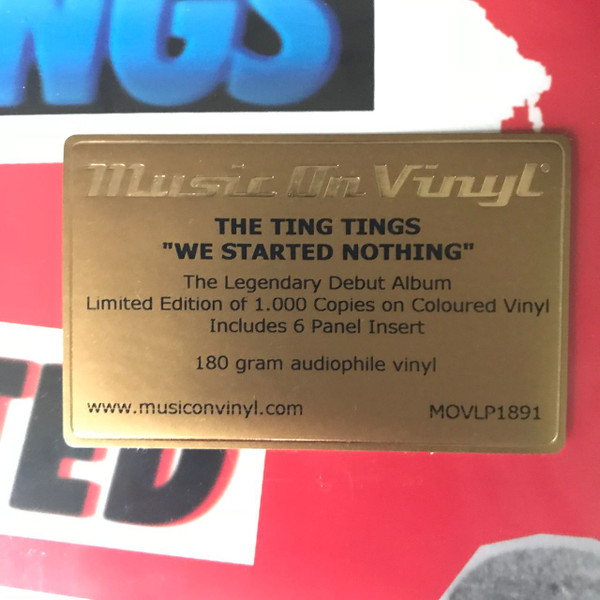 NGS
Music On Vinyl
THE TING TINGS
"WE STARTED NOTHING"
The Legendary Debut Album
Limited Edition of 1.000 Copies on Coloured Vinyl
Includes 6 Panel Insert
180 gram audiophile vinyl
www.musiconvinyl.com MOVLP1891
TED